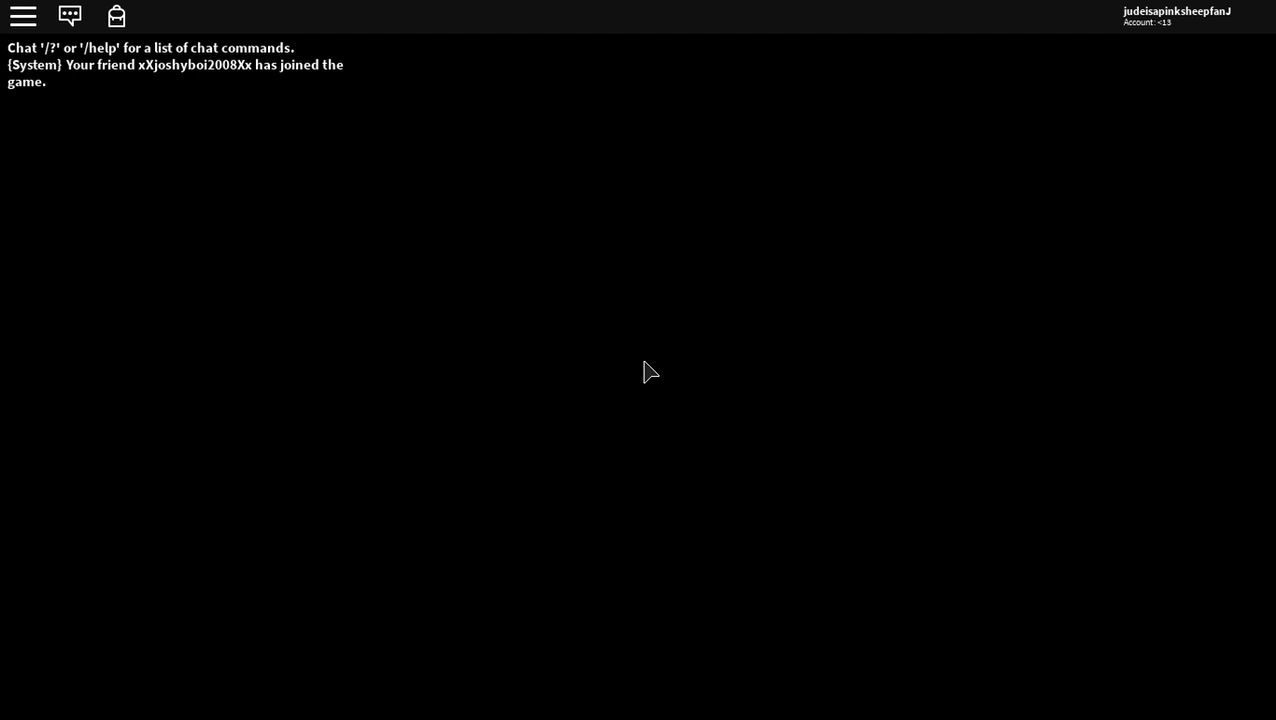 judeisapinksheepfanJ
Account: <13
Chat '/?' or '/help' for a list of chat commands.
{System} Your friend xXjoshyboi2008Xx has joined the
game.